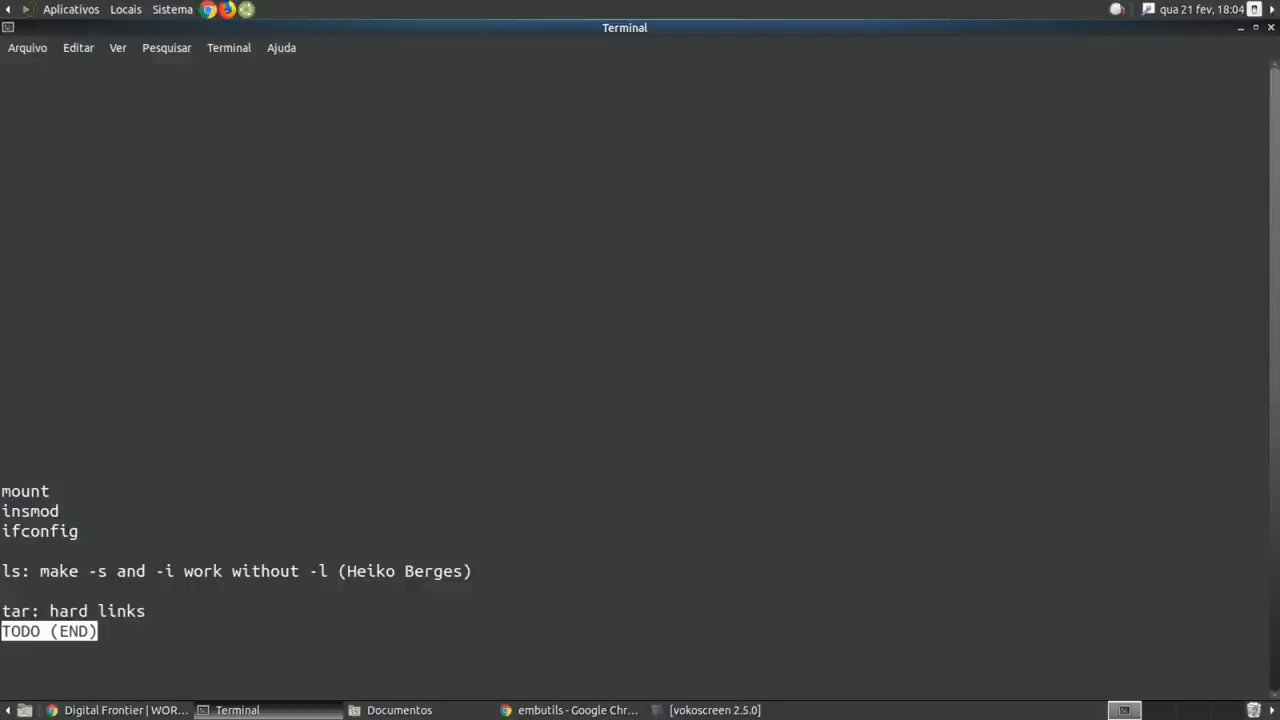 Aplicativos Locais Sistema qua 21 fev, 18:04
Terminal
Arquivo Editar Ver Pesquisar Terminal Ajuda
mount
insmod
ifconfig
ls: make -s and -i work without -l (Heiko Berges)
tar: hard links
TODO (END)
Digital Frontier | WOR... Terminal Documentos embutils - Google Chr... [vokoscreen 2.5.0]